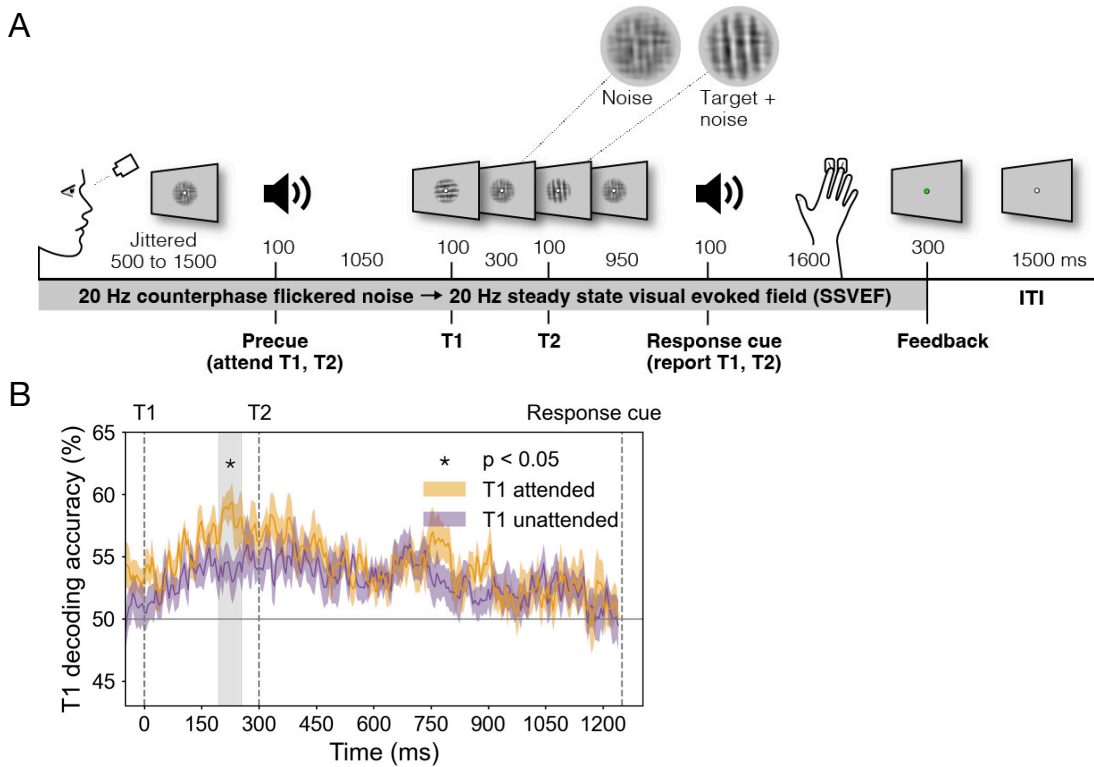 A
Noise
Target +
noise
Jittered
500 to 1500
100
1050
100
300
100
950
100
1600
300
1500 ms
20 Hz counterphase flickered noise → 20 Hz steady state visual evoked field (SSVEF)
ITI
Precue
(attend T1, T2)
T1
T2
Response cue
(report T1, T2)
Feedback
B
T1
T2
Response cue
T1 decoding accuracy (%)
65
60
55
50
45
*
* p < 0.05
T1 attended
T1 unattended
0 150 300 450 600 750 900 1050 1200
Time (ms)